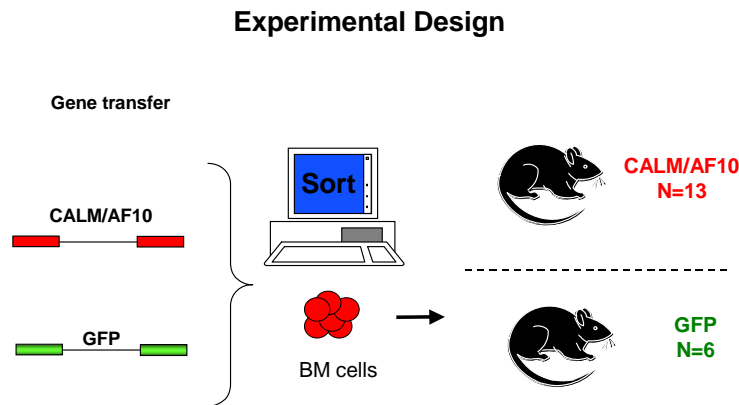 Experimental Design
Gene transfer
CALM/AF10
GFP
Sort
BM cells
CALM/AF10
N=13
GFP
N=6